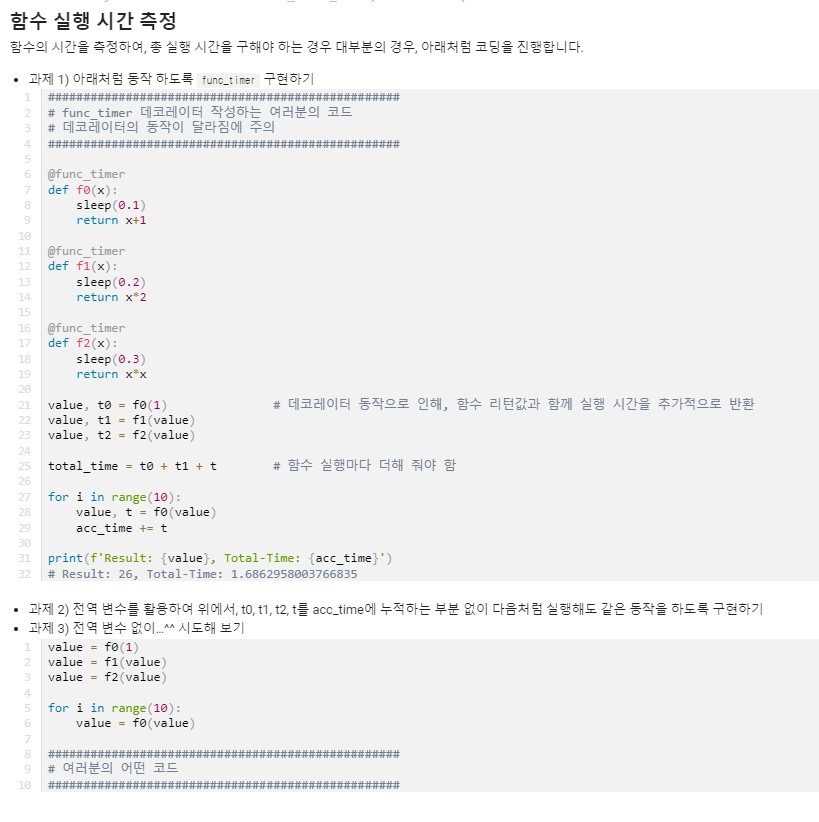 함수 실행 시간 측정
함수의 시간을 측정하여, 총 실행 시간을 구해야 하는 경우 대부분의 경우, 아래처럼 코딩을 진행합니다.
• 과제 1) 아래처럼 동작 하도록 func_timer 구현하기
1 ##################################################
2 # func_timer 데코레이터 작성하는 여러분의 코드
3 # 데코레이터의 동작이 달라짐에 주의
4 ##################################################
5
6 @func_timer
7 def f0(x):
8     sleep(0.1)
9     return x+1
10
11 @func_timer
12 def f1(x):
13     sleep(0.2)
14     return x*2
15
16 @func_timer
17 def f2(x):
18     sleep(0.3)
19     return x*x
20
21 value, t0 = f0(1)               # 데코레이터 동작으로 인해, 함수 리턴값과 함께 실행 시간을 추가적으로 반환
22 value, t1 = f1(value)
23 value, t2 = f2(value)
24
25 total_time = t0 + t1 + t        # 함수 실행마다 더해 줘야 함
26
27 for i in range(10):
28     value, t = f0(value)
29     acc_time += t
30
31 print(f'Result: {value}, Total-Time: {acc_time}')
32 # Result: 26, Total-Time: 1.6862958003766835
• 과제 2) 전역 변수를 활용하여 위에서, t0, t1, t2, t를 acc_time에 누적하는 부분 없이 다음처럼 실행해도 같은 동작을 하도록 구현하기
• 과제 3) 전역 변수 없이...^^ 시도해 보기
1 value = f0(1)
2 value = f1(value)
3 value = f2(value)
4
5 for i in range(10):
6     value = f0(value)
7
8 ##################################################
9 # 여러분의 어떤 코드
10 ##################################################